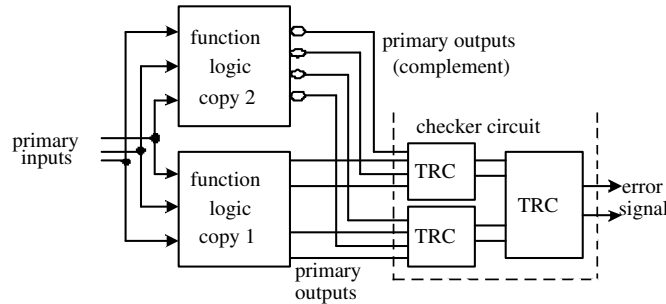 function
logic
copy 2
primary outputs
(complement)
checker circuit
primary
inputs
function
logic
copy 1
TRC
TRC
TRC
error
signal
primary
outputs